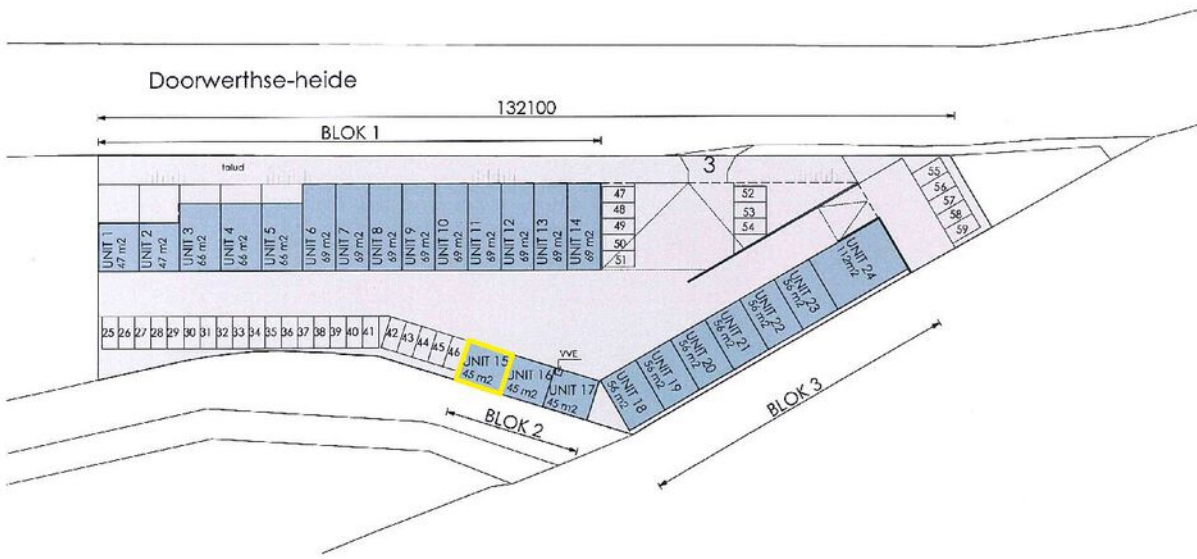 Doorwerthse-heide
132100
BLOK 1
talud
3
UNIT 1
47 m2
UNIT 2
47 m2
UNIT 3
66 m2
UNIT 4
66 m2
UNIT 5
66 m2
UNIT 6
69 m2
UNIT 7
69 m2
UNIT 8
69 m2
UNIT 9
69 m2
UNIT 10
69 m2
UNIT 11
69 m2
UNIT 12
69 m2
UNIT 13
69 m2
UNIT 14
69 m2
47
48
49
50
51
52
53
54
55
56
57
58
59
UNIT 24
112m2
UNIT 23
56 m2
UNIT 22
56 m2
UNIT 21
56 m2
UNIT 20
56 m2
UNIT 19
56 m2
UNIT 18
56 m2
25 26 27 28 29 30 31 32 33 34 35 36 37 38 39 40 41
42 43 44 45 46
UNIT 15
45 m2
UNIT 16
45 m2
VVE
UNIT 17
45 m2
BLOK 2
BLOK 3